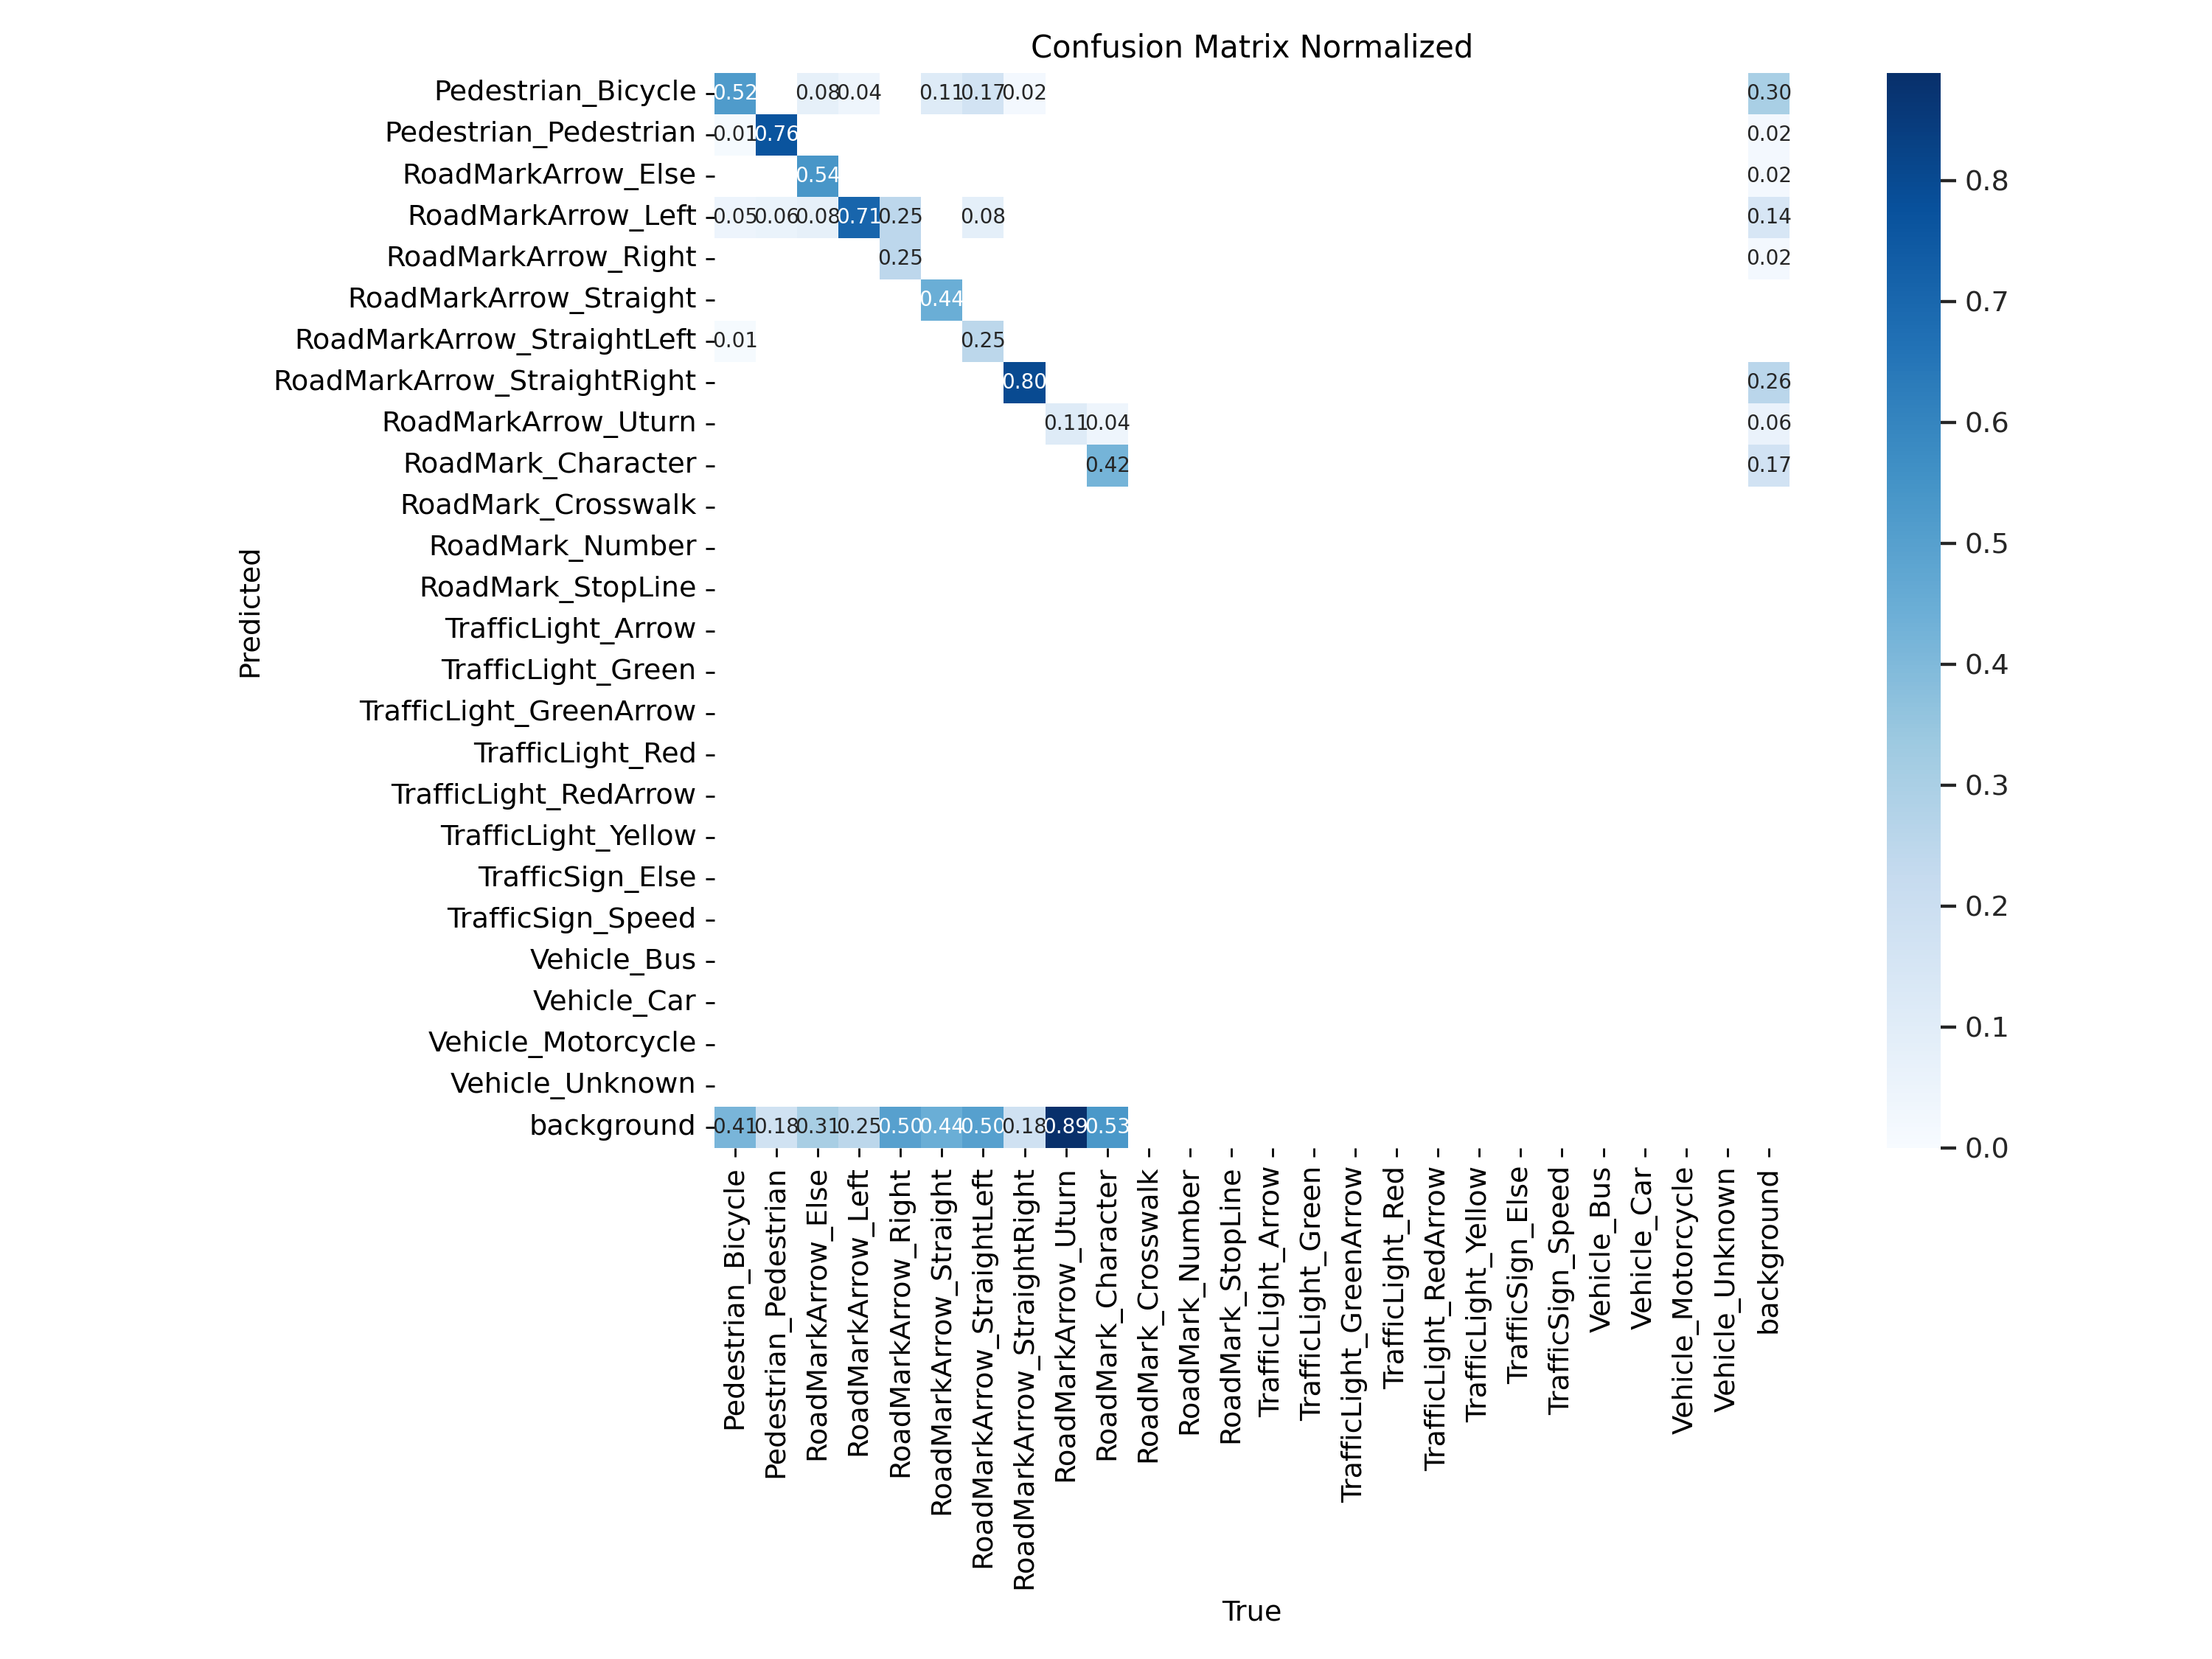 Confusion Matrix Normalized
Pedestrian_Bicycle 0.52 0.08 0.04 0.11 0.17 0.02 0.30
Pedestrian_Pedestrian 0.01 0.76 0.02
RoadMarkArrow_Else 0.54 0.02
RoadMarkArrow_Left 0.05 0.06 0.08 0.71 0.25 0.08 0.14
RoadMarkArrow_Right 0.25 0.02
RoadMarkArrow_Straight 0.44
RoadMarkArrow_StraightLeft 0.01 0.25
RoadMarkArrow_StraightRight 0.80 0.26
RoadMarkArrow_Uturn 0.11 0.04 0.06
RoadMark_Character 0.42 0.17
RoadMark_Crosswalk
RoadMark_Number
RoadMark_StopLine
TrafficLight_Arrow
TrafficLight_Green
TrafficLight_GreenArrow
TrafficLight_Red
TrafficLight_RedArrow
TrafficLight_Yellow
TrafficSign_Else
TrafficSign_Speed
Vehicle_Bus
Vehicle_Car
Vehicle_Motorcycle
Vehicle_Unknown
background 0.41 0.18 0.31 0.25 0.50 0.44 0.50 0.18 0.89 0.53
Predicted
Pedestrian_Bicycle
Pedestrian_Pedestrian
RoadMarkArrow_Else
RoadMarkArrow_Left
RoadMarkArrow_Right
RoadMarkArrow_Straight
RoadMarkArrow_StraightLeft
RoadMarkArrow_StraightRight
RoadMarkArrow_Uturn
RoadMark_Character
RoadMark_Crosswalk
RoadMark_Number
RoadMark_StopLine
TrafficLight_Arrow
TrafficLight_Green
TrafficLight_GreenArrow
TrafficLight_Red
TrafficLight_RedArrow
TrafficLight_Yellow
TrafficSign_Else
TrafficSign_Speed
Vehicle_Bus
Vehicle_Car
Vehicle_Motorcycle
Vehicle_Unknown
background
True
0.8
0.7
0.6
0.5
0.4
0.3
0.2
0.1
0.0